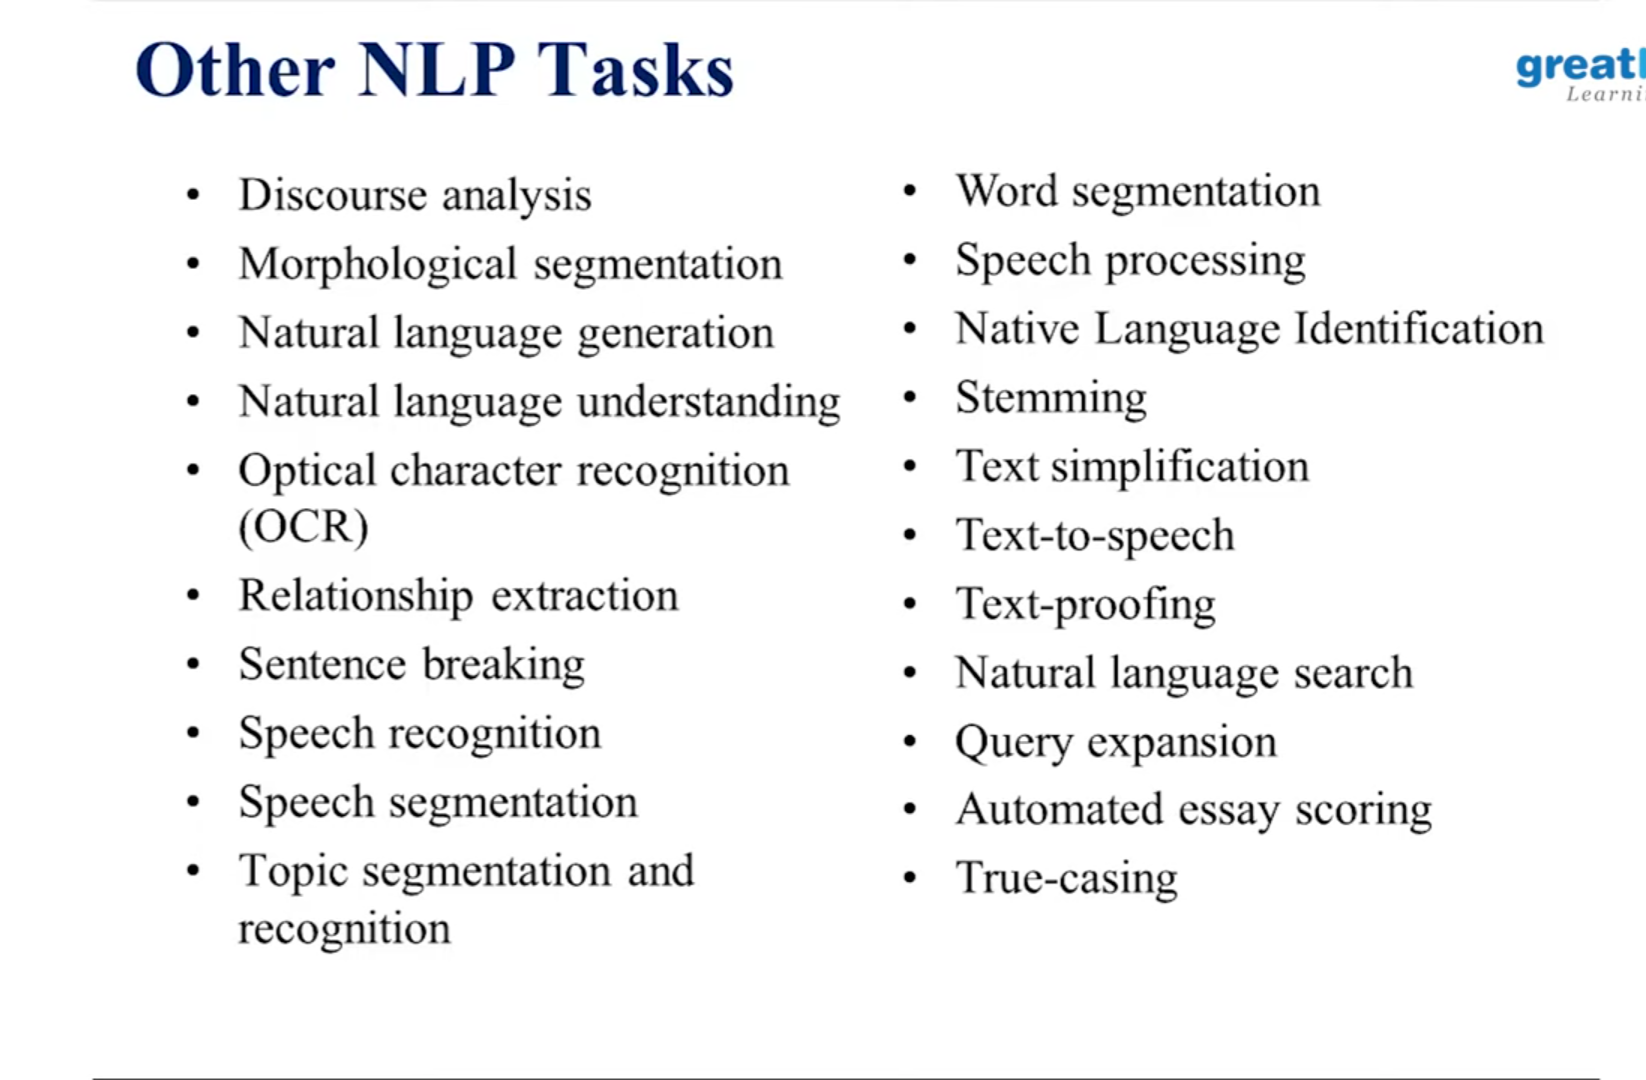 Other NLP Tasks
Learni
• Discourse analysis
• Morphological segmentation
• Natural language generation
• Natural language understanding
• Optical character recognition
(OCR)
• Relationship extraction
• Sentence breaking
• Speech recognition
• Speech segmentation
• Topic segmentation and
recognition
• Word segmentation
• Speech processing
• Native Language Identification
• Stemming
• Text simplification
• Text-to-speech
• Text-proofing
• Natural language search
• Query expansion
• Automated essay scoring
• True-casing